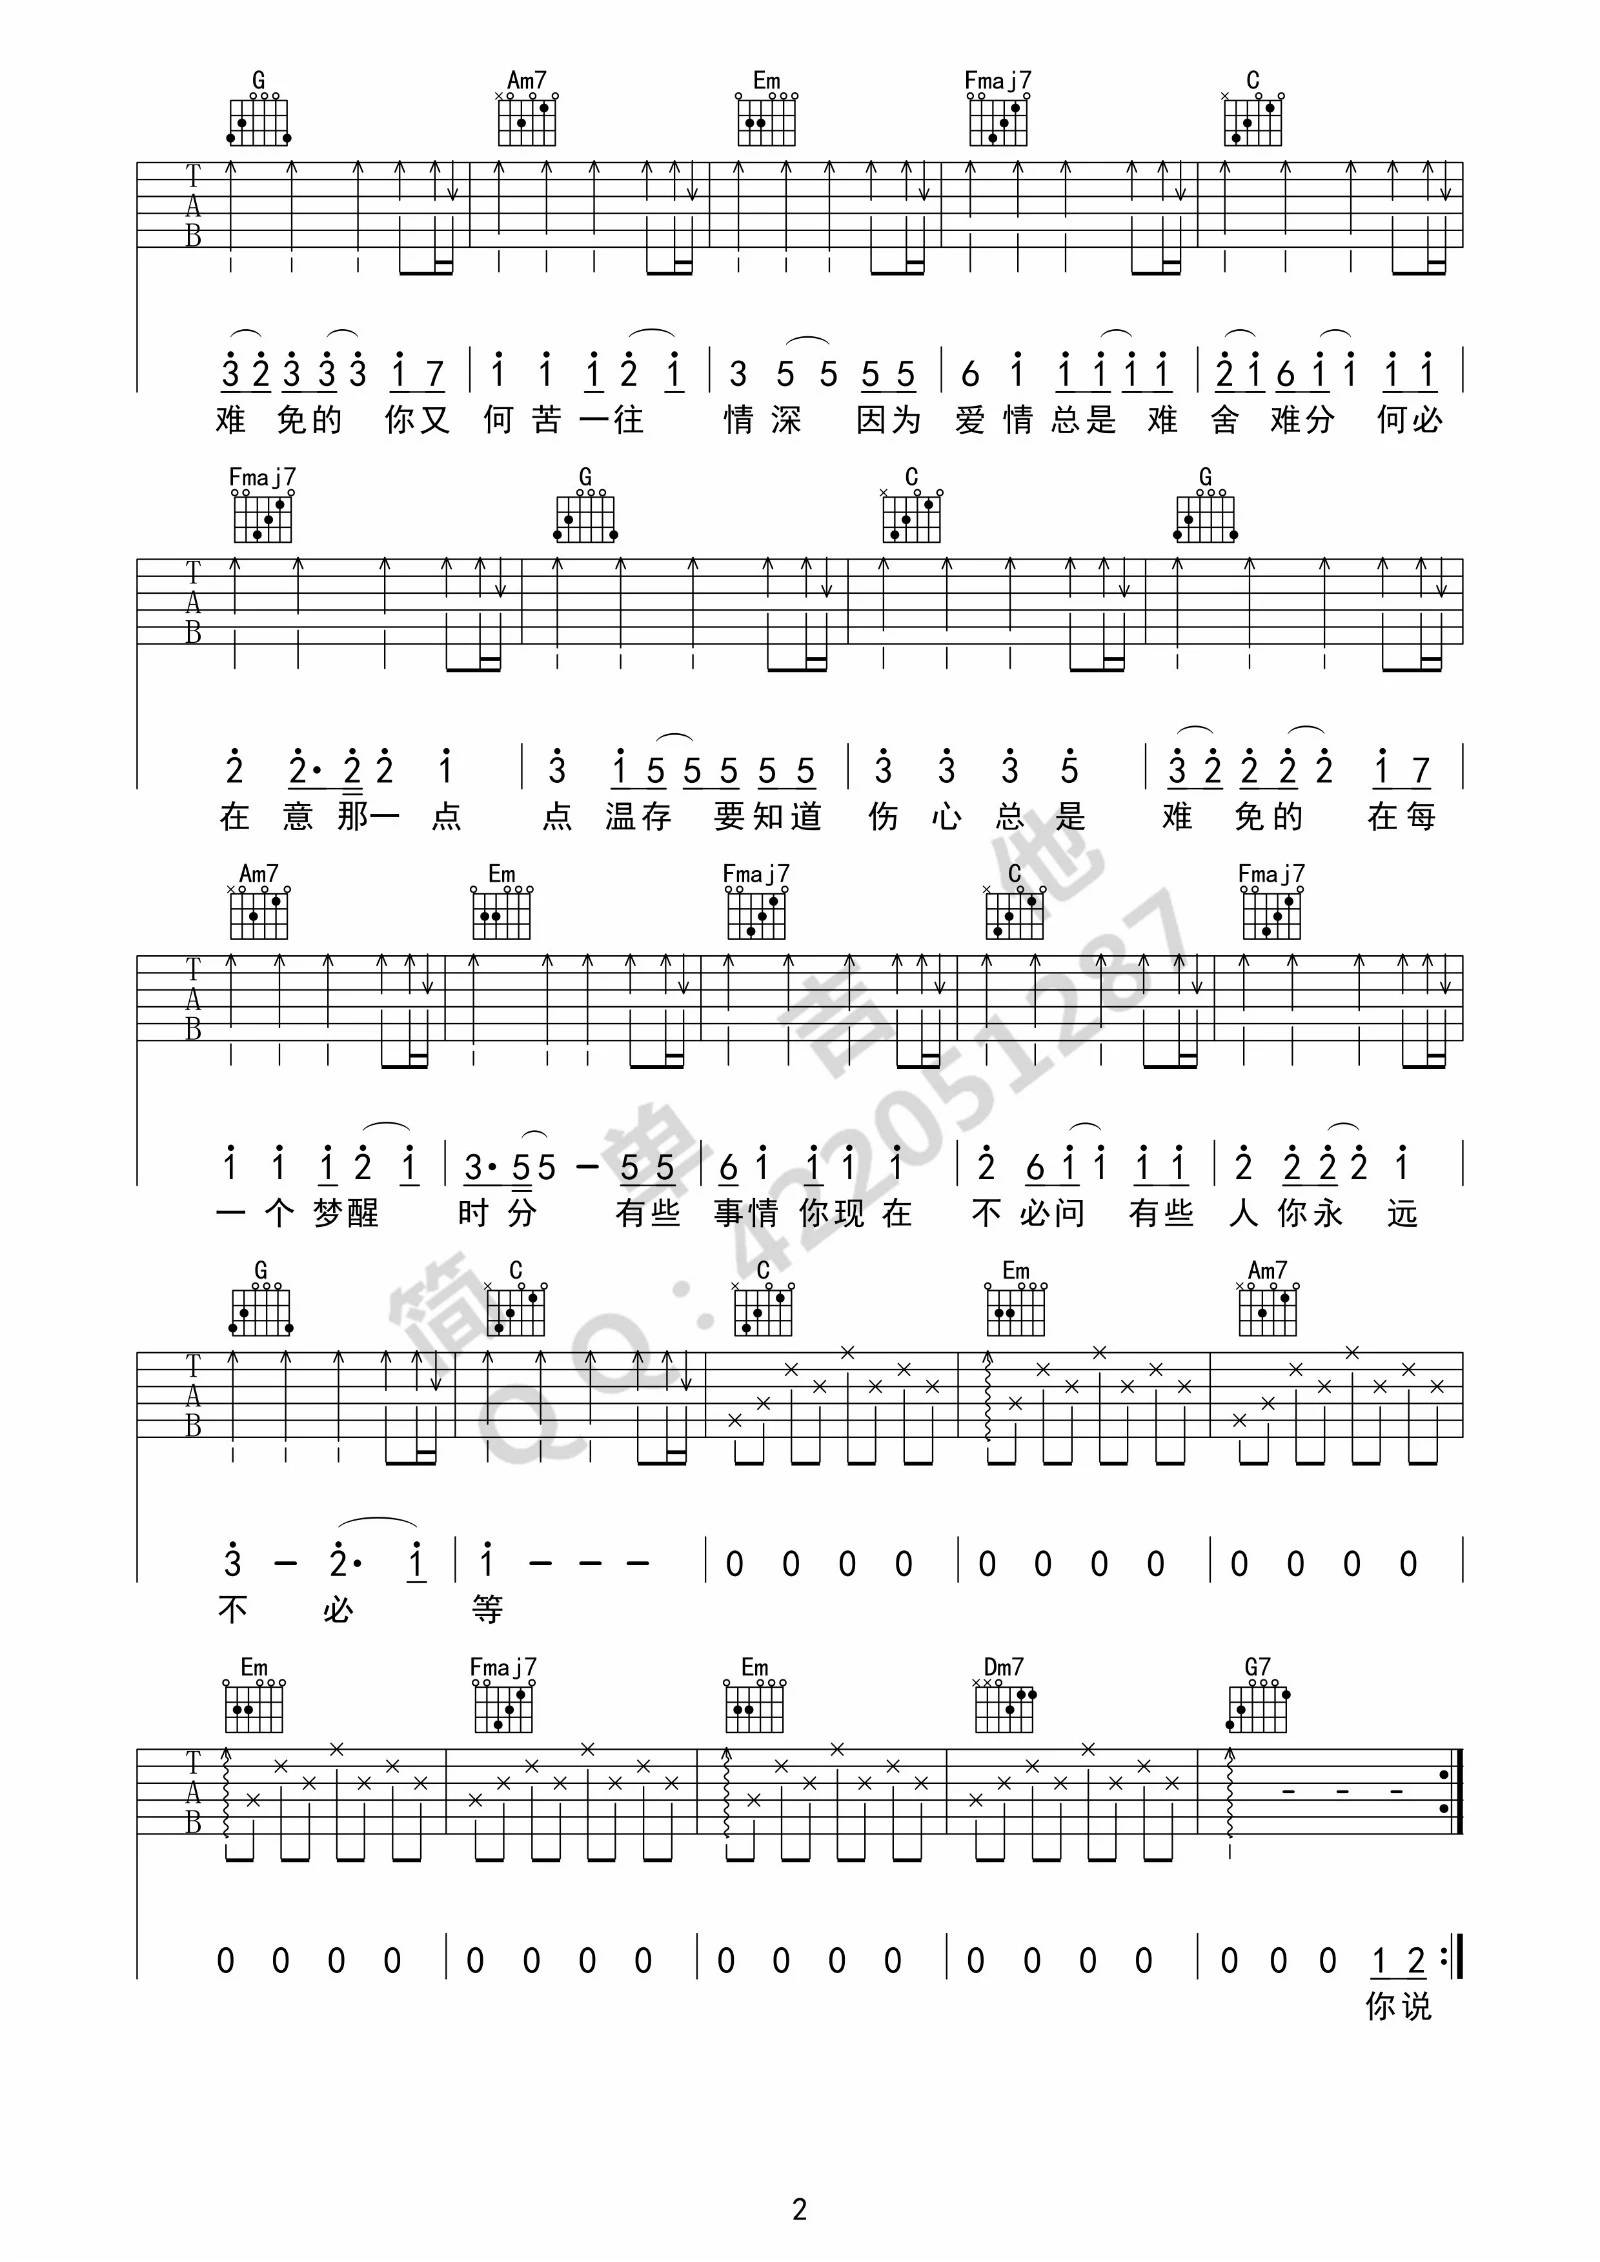 G Am7 Em Fmaj7 C
T
A
B
3 2 3 3 3 1 7 | 1 1 1 2 1 | 3 5 5 5 5 | 6 1 1 1 1 1 | 2 1 6 1 1 1 1 |
难 免的 你又 何苦一往 情深 因为 爱情总是难 舍难分 何必
Fmaj7 G C G
T
A
B
2 2· 2 2 1 | 3 1 5 5 5 5 5 | 3 3 3 5 | 3 2 2 2 2 1 7 |
在 意那一点 点 温存 要知道 伤心总是 难 免的 在每
Am7 Em Fmaj7 C Fmaj7
T
A
B
1 1 1 2 1 | 3· 5 5 - 5 5 | 6 1 1 1 1 | 2 6 1 1 1 1 | 2 2 2 2 1 |
一个梦醒 时分 有些 事情你现在 不必问 有些 人你永远
G C C Em Am7
T
A
B
3 - 2· 1 | 1 - - - | 0 0 0 0 | 0 0 0 0 | 0 0 0 0 |
不 必 等
Em Fmaj7 Em Dm7 G7
T
A
B
0 0 0 0 | 0 0 0 0 | 0 0 0 0 | 0 0 0 0 | 0 0 0 1 2 :|
你说
简单吉他
QQ:422051287
2